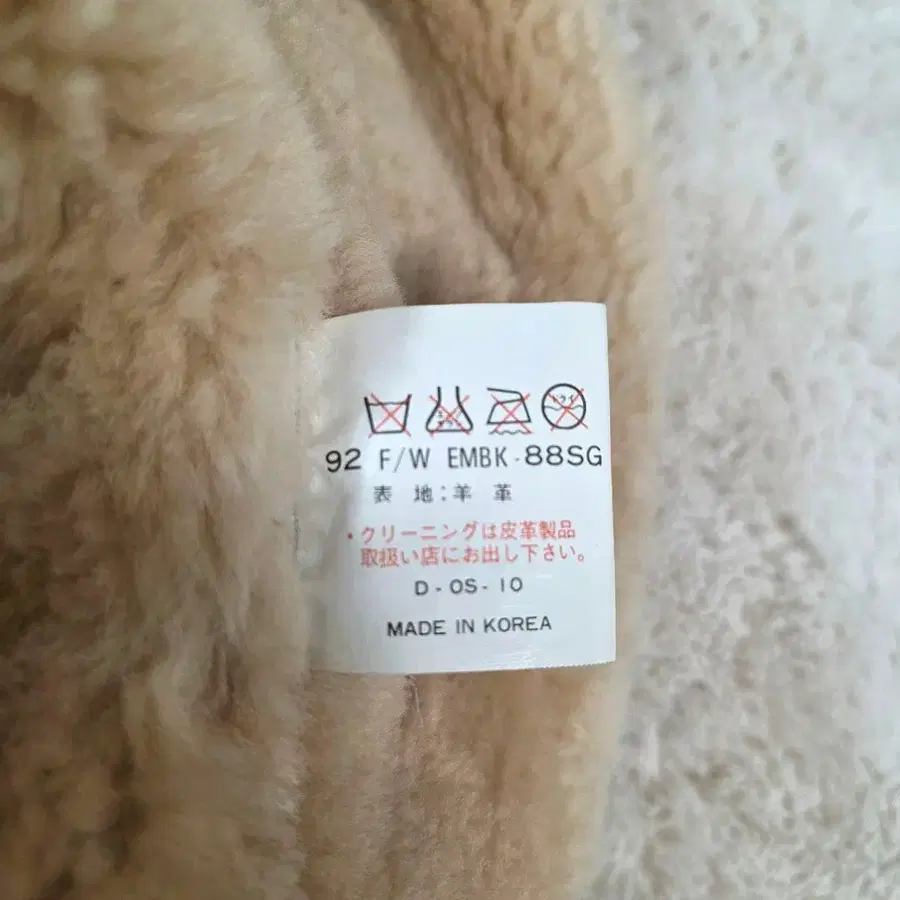 92 F/W EMBK-88SG
表 地:羊 革
・クリーニングは皮革製品
取扱い店にお出し下さい。
D-OS-10
MADE IN KOREA